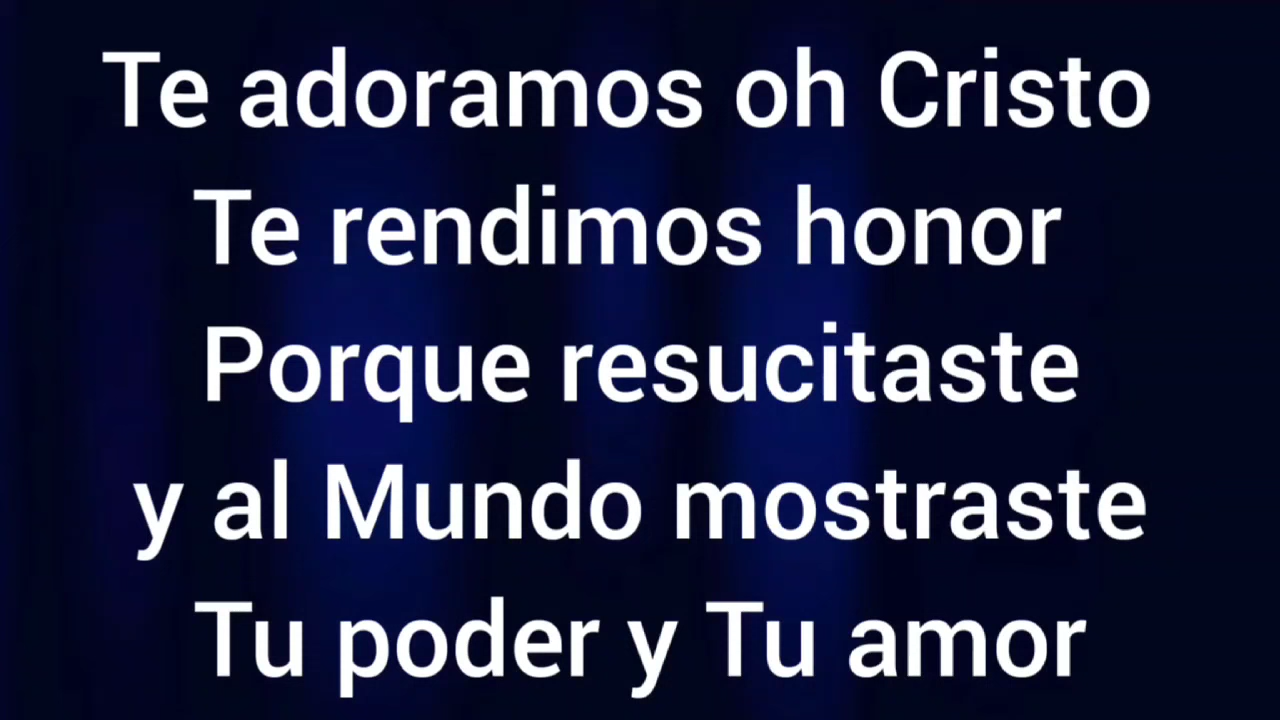 Te adoramos oh Cristo
Te rendimos honor
Porque resucitaste
y al Mundo mostraste
Tu poder y Tu amor